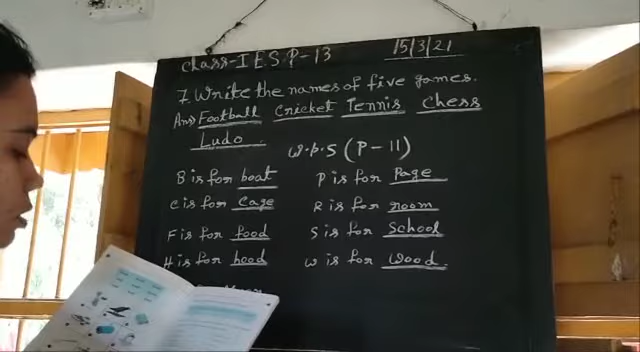 Class-I ES P-13 15/3/21
7. Write the names of five games.
Ans Football Cricket Tennis Chess
Ludo
W.b.S (P-11)
B is for boat P is for Page
C is for Cage R is for room
F is for food S is for School
H is for hood W is for Wood.